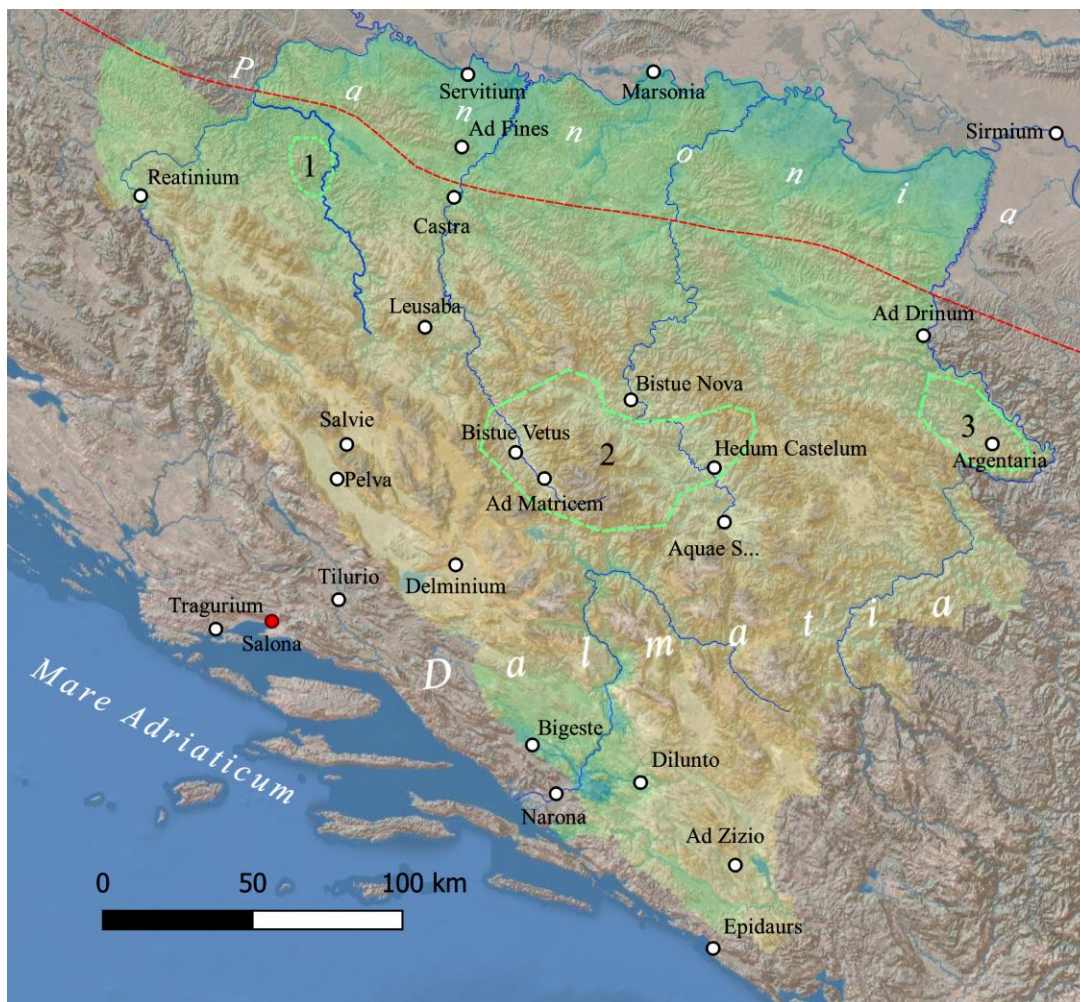 Pannonia
Servitium
Marsonia
Ad Fines
Sirmium
1
Reatinium
Castra
Leusaba
Ad Drinum
Bistue Nova
Salvie
Bistue Vetus
2
3
Hedum Castelum
Argentaria
Pelva
Ad Matricem
Aquae S...
Delminium
Tilurio
Tragurium
Salona
Dalmatia
Mare Adriaticum
Bigeste
Dilunto
Narona
Ad Zizio
0 50 100 km
Epidaurs